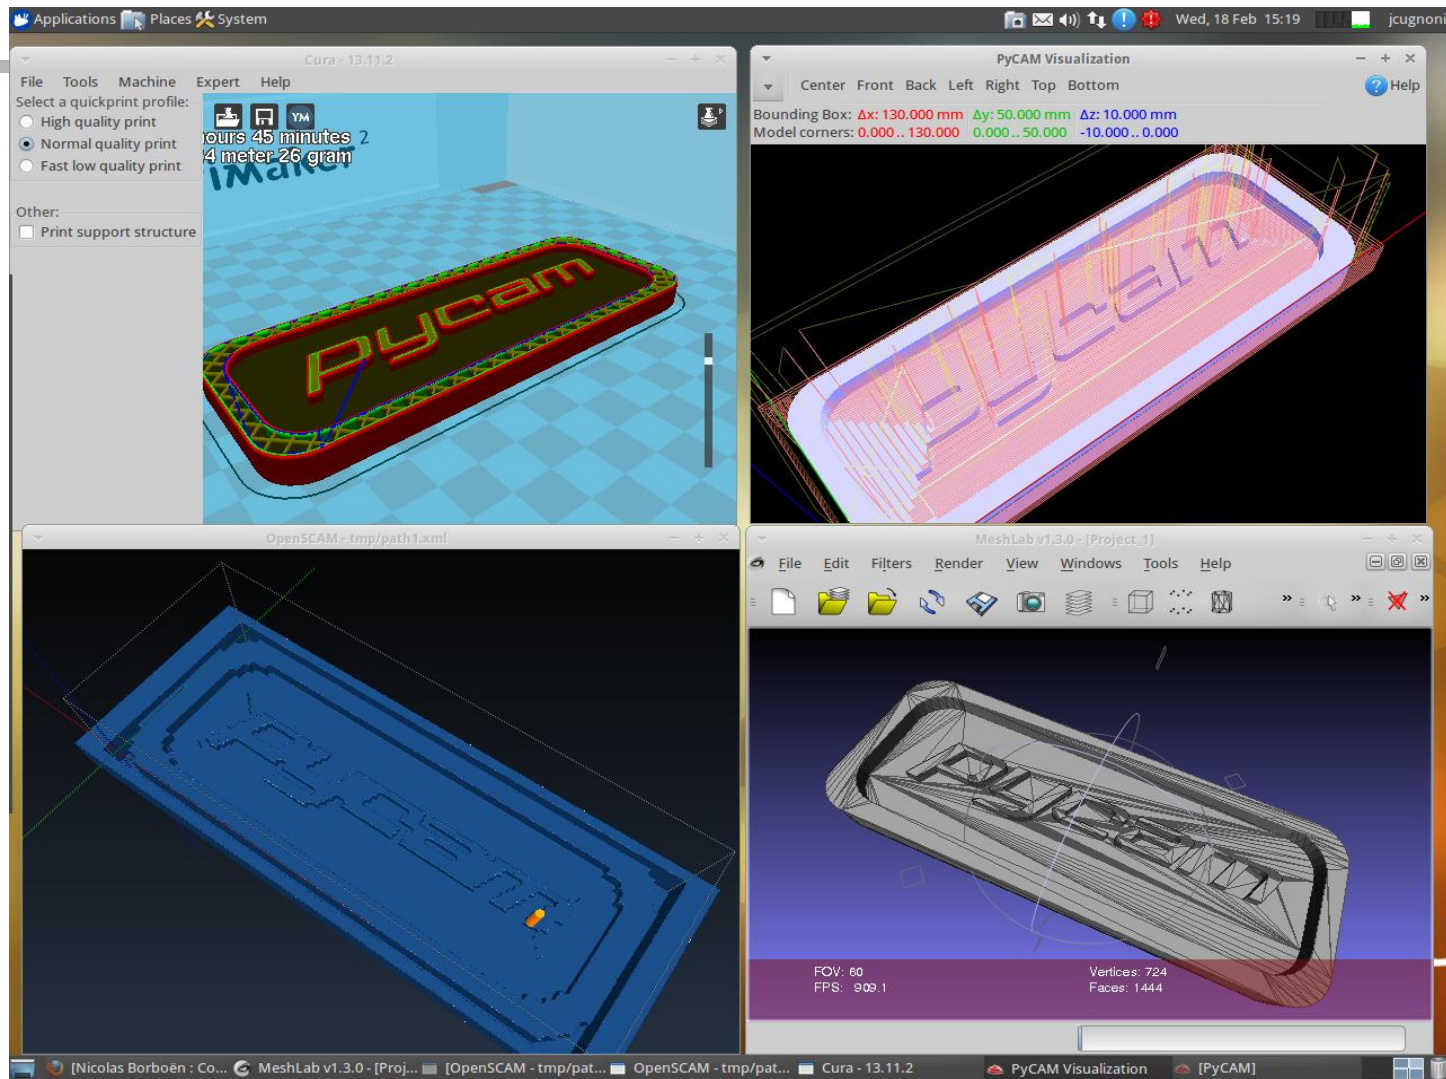 Applications Places System
Wed, 18 Feb 15:19
jcugnoni
Cura - 13.11.2
File Tools Machine Expert Help
Select a quickprint profile:
High quality print
Normal quality print
Fast low quality print
Other:
Print support structure
YM
ours 45 minutes
4 meter 26 gram
iMaker 2
Pycam
PyCAM Visualization
Center Front Back Left Right Top Bottom
Help
Bounding Box: Δx: 130.000 mm Δy: 50.000 mm Δz: 10.000 mm
Model corners: 0.000 .. 130.000 0.000 .. 50.000 -10.000 .. 0.000
Pycam
OpenSCAM - tmp/path1.xml
Pycam
MeshLab v1.3.0 - [Project_1]
File Edit Filters Render View Windows Tools Help
Pycam
FOV: 60
FPS: 909.1
Vertices: 724
Faces: 1444
[Nicolas Borboën : Co...
MeshLab v1.3.0 - [Proj...
[OpenSCAM - tmp/pat...
OpenSCAM - tmp/pat...
Cura - 13.11.2
PyCAM Visualization
[PyCAM]